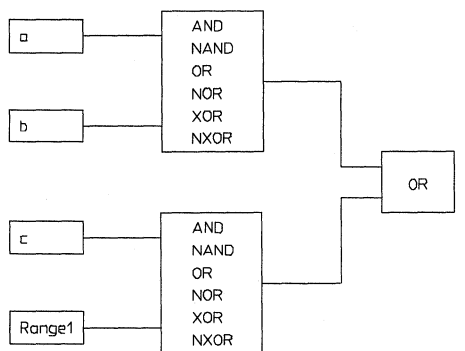 a
AND
NAND
OR
NOR
XOR
NXOR
b
OR
c
AND
NAND
OR
NOR
XOR
NXOR
Range1